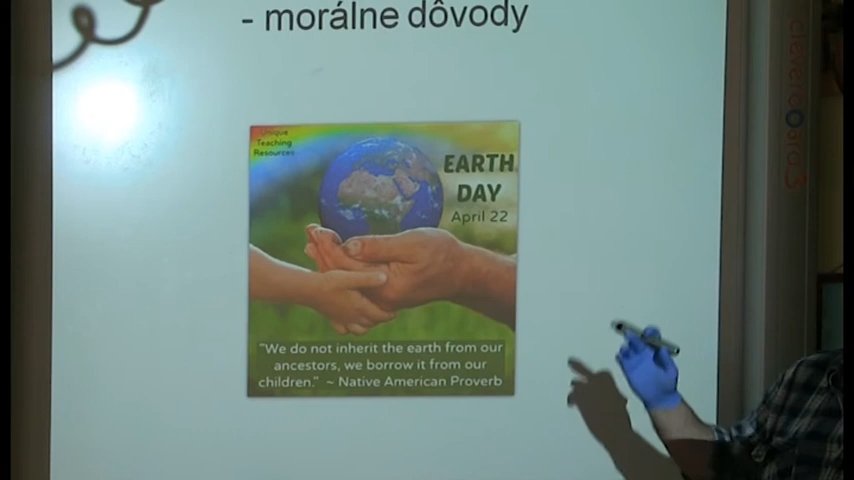 - morálne dôvody
Unique
Teaching
Resources
EARTH
DAY
April 22
"We do not inherit the earth from our
ancestors, we borrow it from our
children." ~ Native American Proverb
cleverboard3